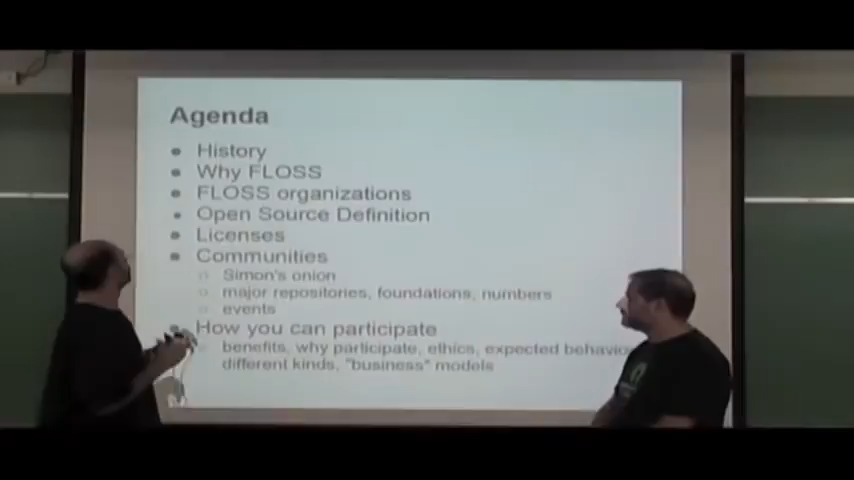 Agenda
History
Why FLOSS
FLOSS organizations
Open Source Definition
Licenses
Communities
Simon's onion
major repositories, foundations, numbers
events
How you can participate
benefits, why participate, ethics, expected behavio
different kinds, "business" models